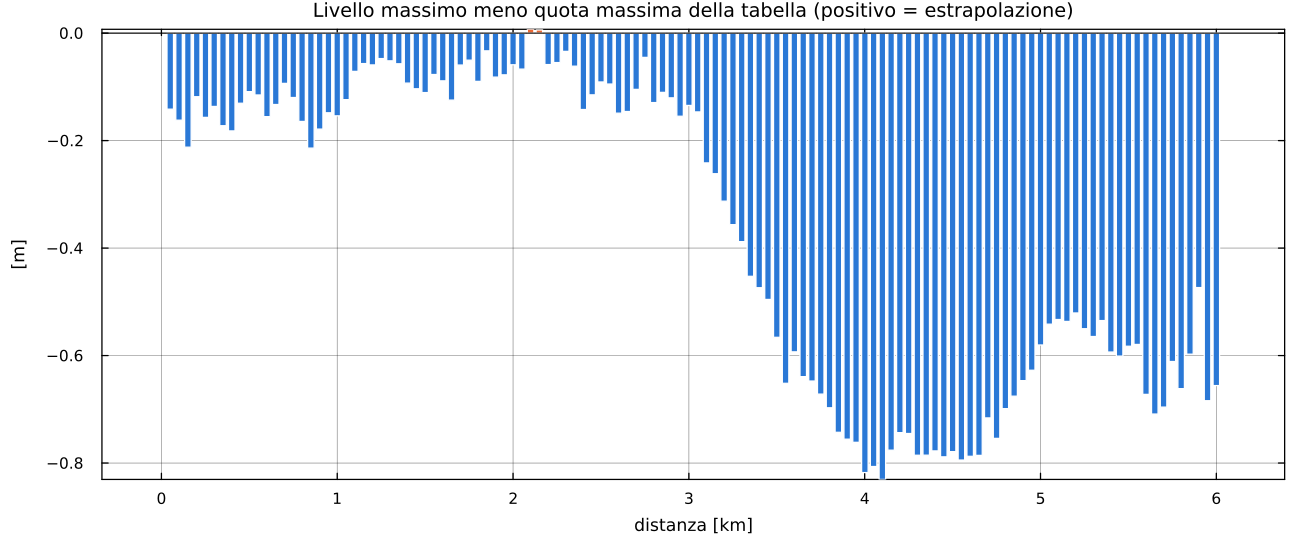 Livello massimo meno quota massima della tabella (positivo = estrapolazione)
0.0
−0.2
−0.4
−0.6
−0.8
[m]
0 1 2 3 4 5 6
distanza [km]